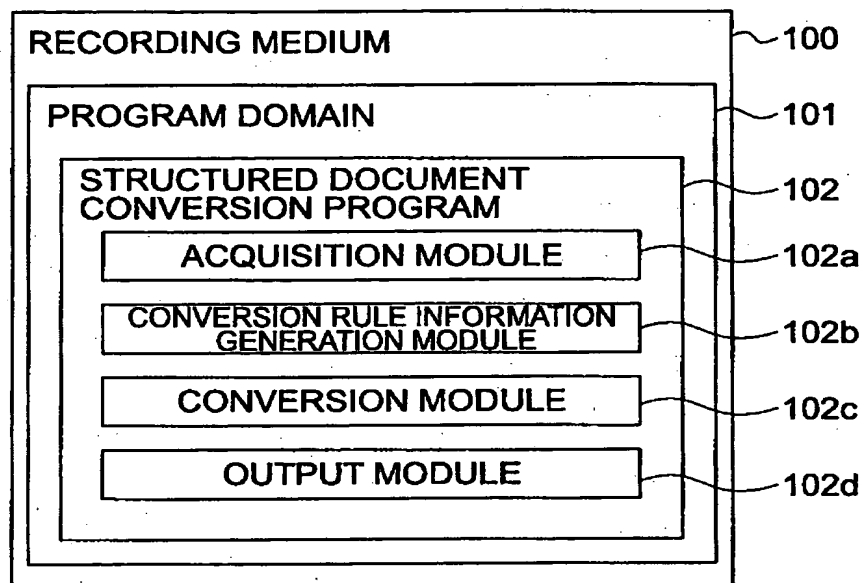 RECORDING MEDIUM
100
PROGRAM DOMAIN
101
STRUCTURED DOCUMENT
CONVERSION PROGRAM
102
ACQUISITION MODULE
102a
CONVERSION RULE INFORMATION
GENERATION MODULE
102b
CONVERSION MODULE
102c
OUTPUT MODULE
102d